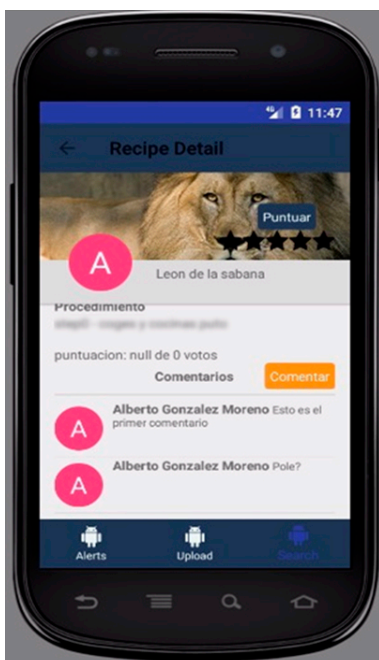 11:47
Recipe Detail
Puntuar
A
Leon de la sabana
Procedimiento
puntuacion: null de 0 votos
Comentarios
Comentar
A
Alberto Gonzalez Moreno Esto es el
primer comentario
A
Alberto Gonzalez Moreno Pole?
Alerts
Upload
Search